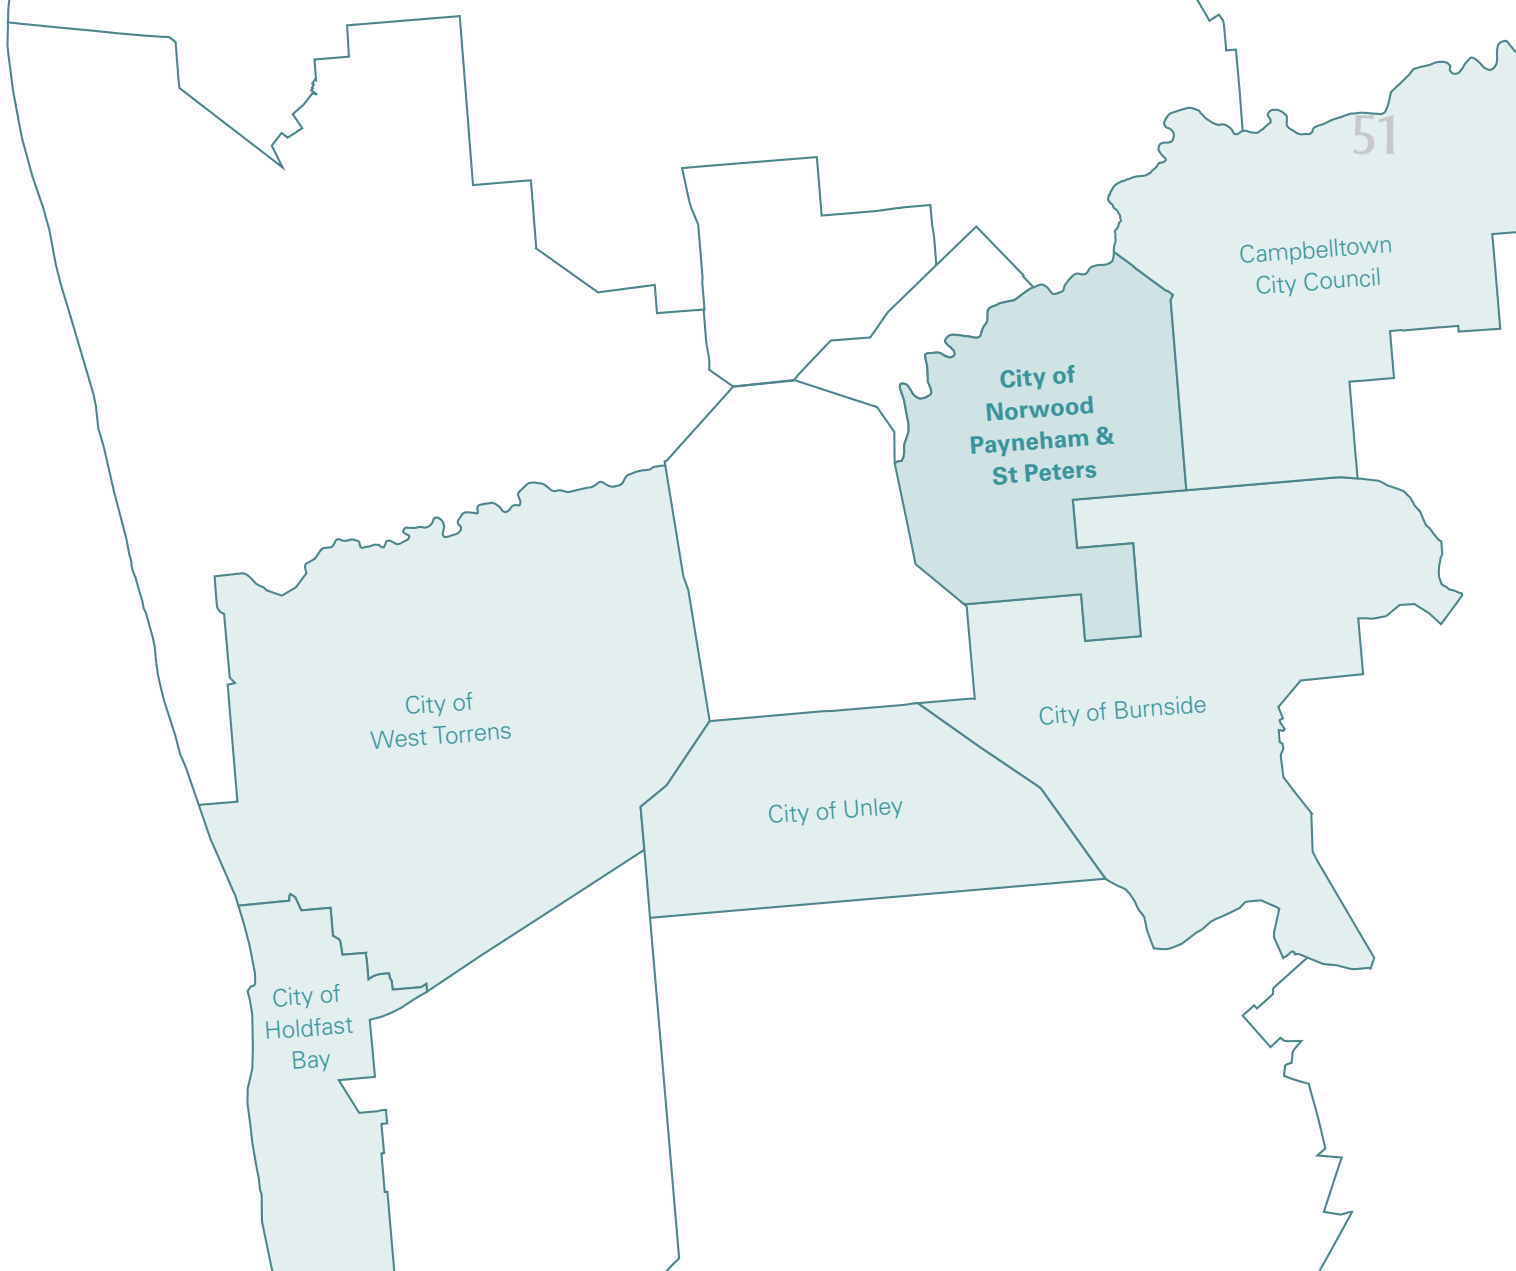 51
Campbelltown
City Council
City of
Norwood
Payneham &
St Peters
City of
West Torrens
City of Burnside
City of Unley
City of
Holdfast
Bay